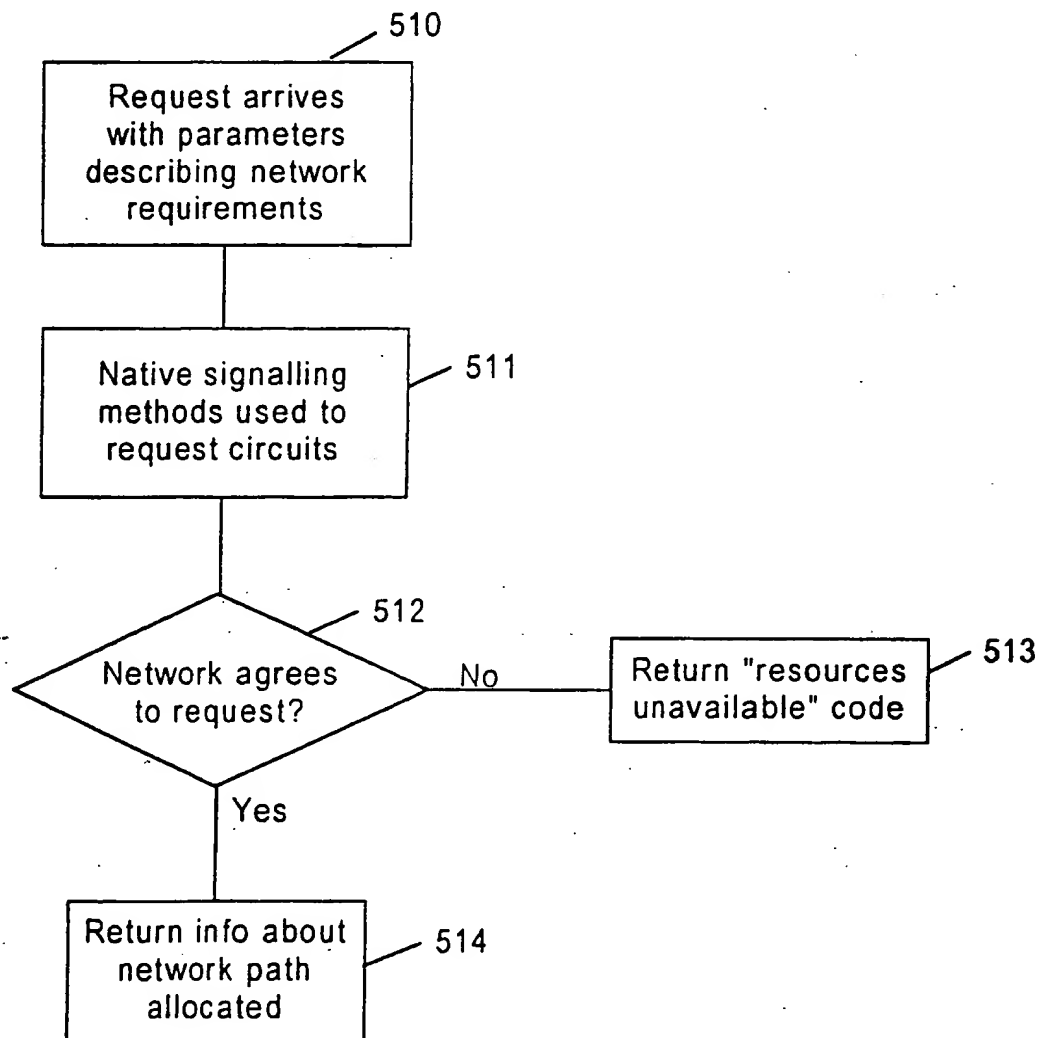 510
Request arrives
with parameters
describing network
requirements
511
Native signalling
methods used to
request circuits
512
Network agrees
to request?
No
513
Return "resources
unavailable" code
Yes
514
Return info about
network path
allocated